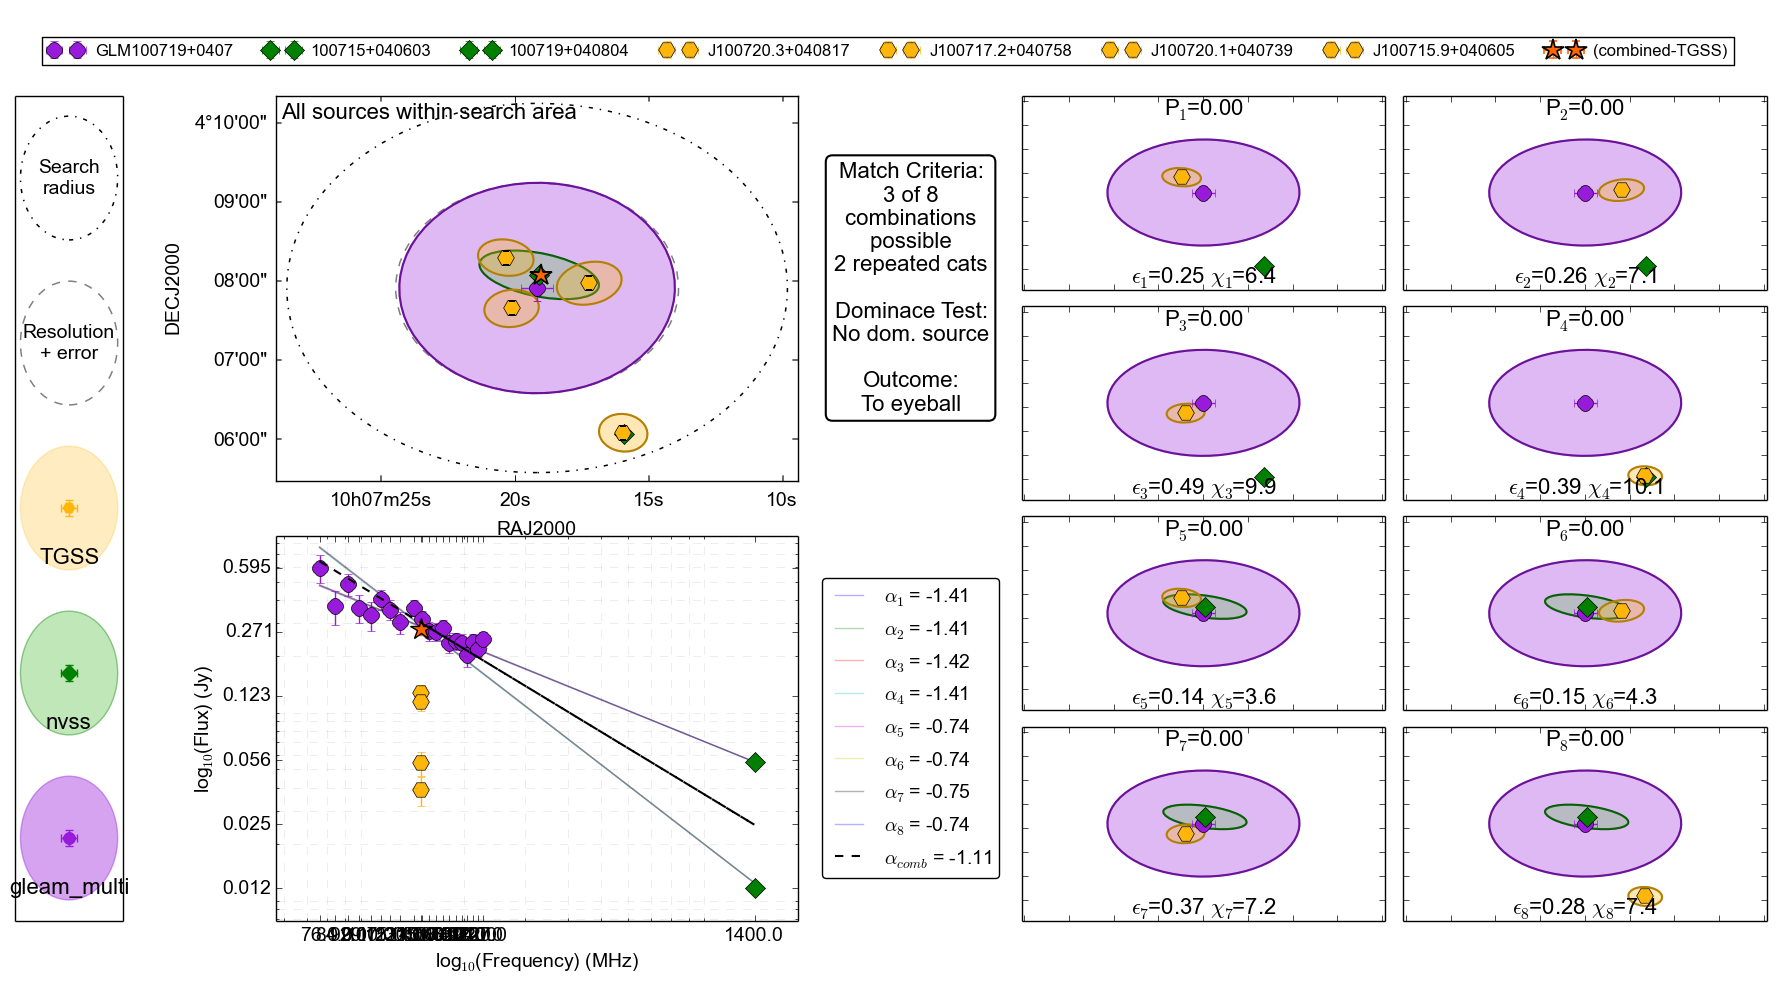 GLM100719+0407 100715+040603 100719+040804 J100720.3+040817 J100717.2+040758 J100720.1+040739 J100715.9+040605 (combined-TGSS)
Search
radius
Resolution
+ error
TGSS
nvss
gleam_multi
All sources within search area
4°10'00"
09'00"
08'00"
07'00"
06'00"
DECJ2000
10h07m25s 20s 15s 10s
RAJ2000
Match Criteria:
3 of 8
combinations
possible
2 repeated cats
Dominace Test:
No dom. source
Outcome:
To eyeball
0.595
0.271
0.123
0.056
0.025
0.012
log₁₀(Flux) (Jy)
1400.0
log₁₀(Frequency) (MHz)
α₁ = -1.41
α₂ = -1.41
α₃ = -1.42
α₄ = -1.41
α₅ = -0.74
α₆ = -0.74
α₇ = -0.75
α₈ = -0.74
α_comb = -1.11
P₁=0.00
ϵ₁=0.25 χ₁=6.4
P₂=0.00
ϵ₂=0.26 χ₂=7.1
P₃=0.00
ϵ₃=0.49 χ₃=9.9
P₄=0.00
ϵ₄=0.39 χ₄=10.1
P₅=0.00
ϵ₅=0.14 χ₅=3.6
P₆=0.00
ϵ₆=0.15 χ₆=4.3
P₇=0.00
ϵ₇=0.37 χ₇=7.2
P₈=0.00
ϵ₈=0.28 χ₈=7.4